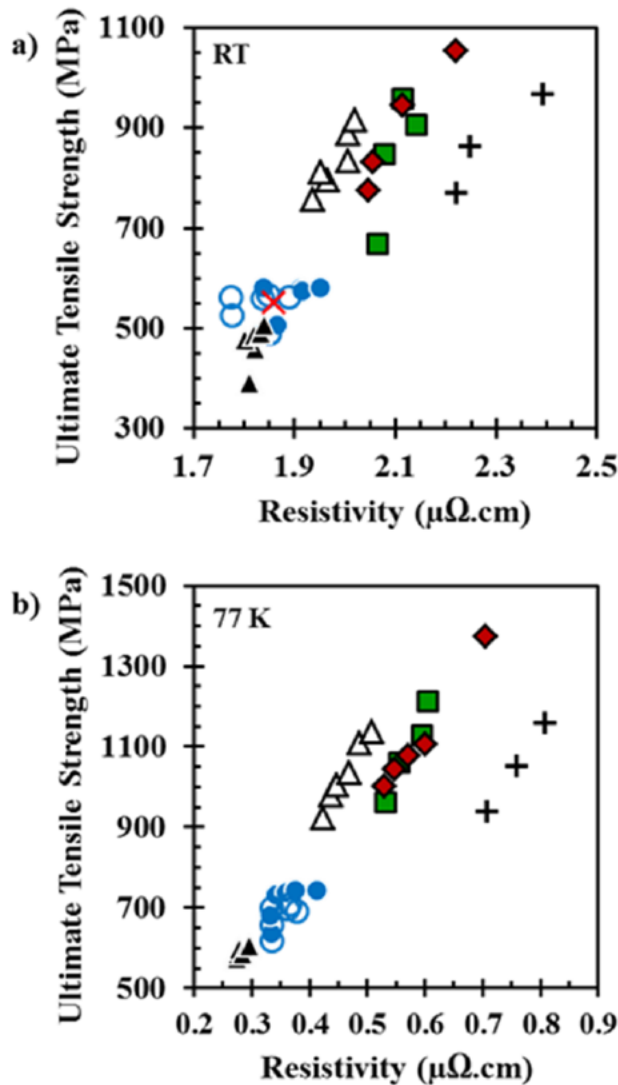 a)
RT
Ultimate Tensile Strength (MPa)
1100
900
700
500
300
1.7 1.9 2.1 2.3 2.5
Resistivity (μΩ.cm)
b)
77 K
Ultimate Tensile Strength (MPa)
1500
1300
1100
900
700
500
0.2 0.3 0.4 0.5 0.6 0.7 0.8 0.9
Resistivity (μΩ.cm)